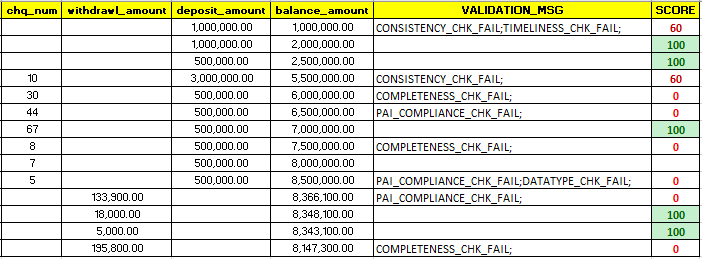 chq_num withdrawl_amount deposit_amount balance_amount VALIDATION_MSG SCORE
1,000,000.00 1,000,000.00 CONSISTENCY_CHK_FAIL;TIMELINESS_CHK_FAIL; 60
1,000,000.00 2,000,000.00 100
500,000.00 2,500,000.00 100
10 3,000,000.00 5,500,000.00 CONSISTENCY_CHK_FAIL; 60
30 500,000.00 6,000,000.00 COMPLETENESS_CHK_FAIL; 0
44 500,000.00 6,500,000.00 PAI_COMPLIANCE_CHK_FAIL; 0
67 500,000.00 7,000,000.00 100
8 500,000.00 7,500,000.00 COMPLETENESS_CHK_FAIL; 0
7 500,000.00 8,000,000.00
5 500,000.00 8,500,000.00 PAI_COMPLIANCE_CHK_FAIL;DATATYPE_CHK_FAIL; 0
133,900.00 8,366,100.00 PAI_COMPLIANCE_CHK_FAIL; 0
18,000.00 8,348,100.00 100
5,000.00 8,343,100.00 100
195,800.00 8,147,300.00 COMPLETENESS_CHK_FAIL; 0